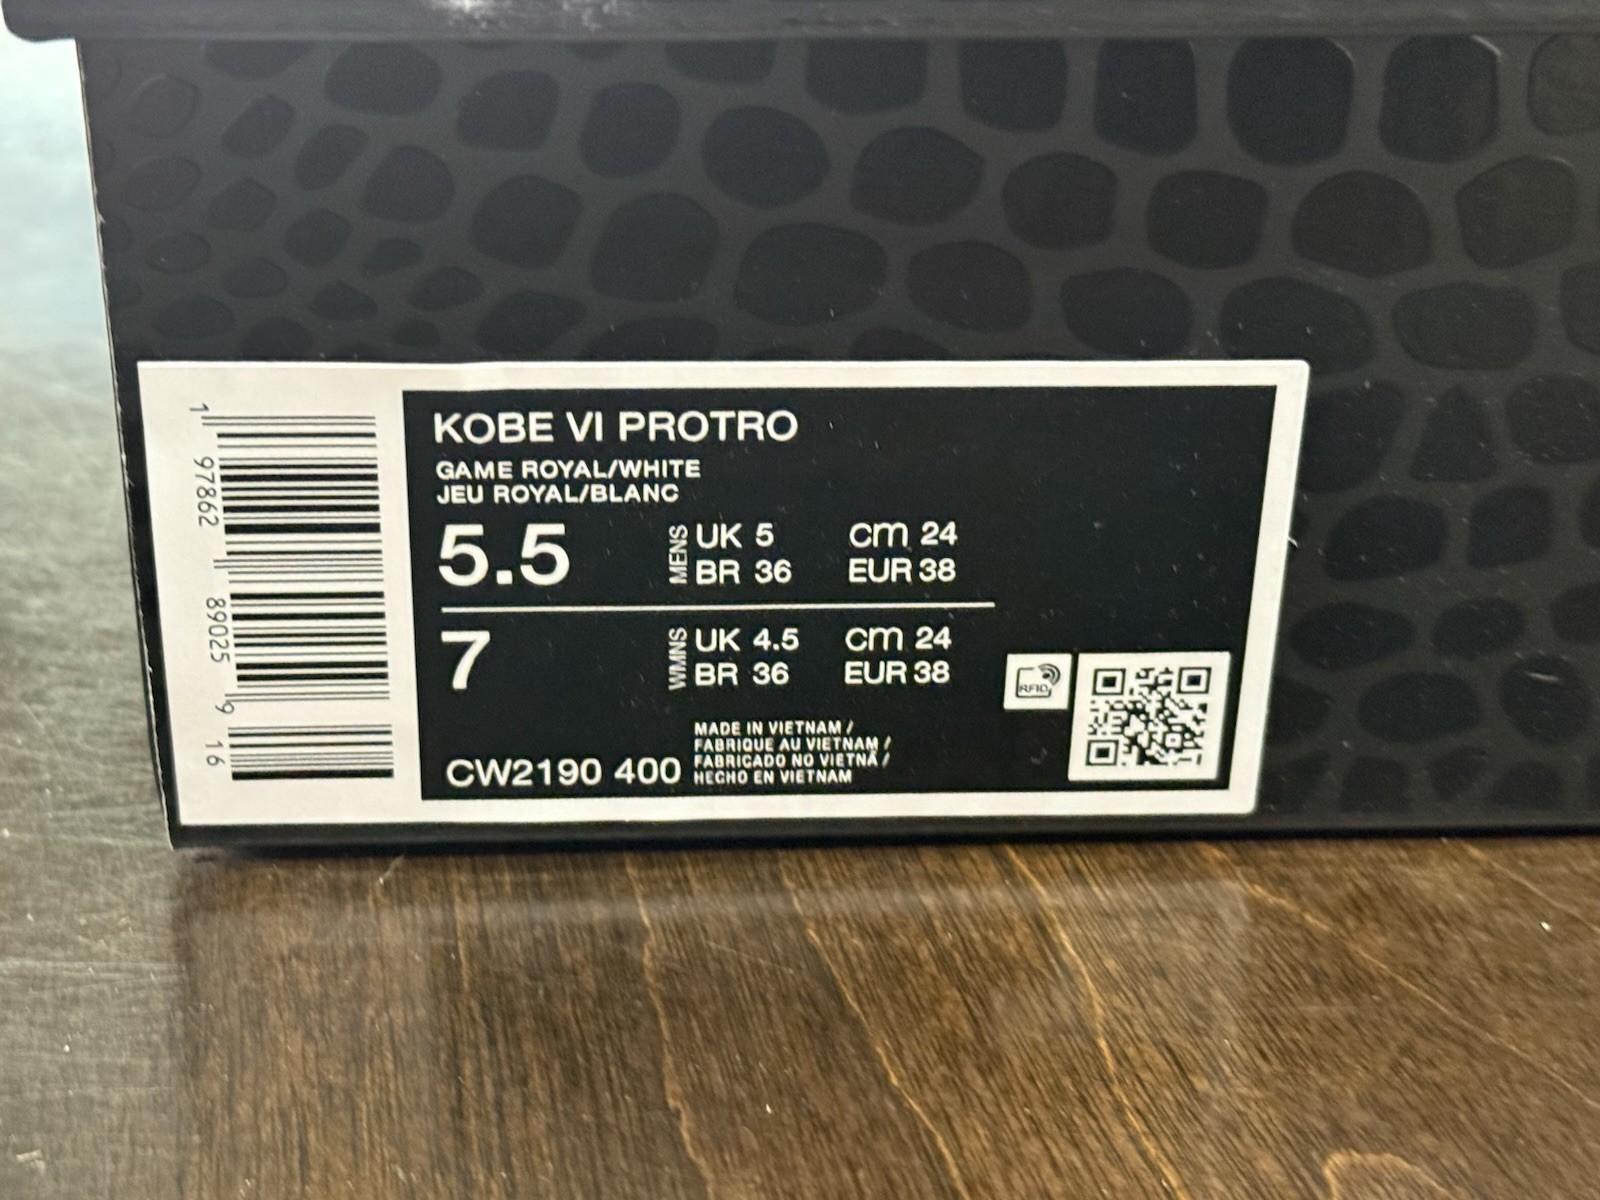 KOBE VI PROTRO
GAME ROYAL/WHITE
JEU ROYAL/BLANC
5.5 MENS UK 5 cm 24
BR 36 EUR 38
7 WMNS UK 4.5 cm 24
BR 36 EUR 38
RFID
CW2190 400
MADE IN VIETNAM /
FABRIQUE AU VIETNAM /
FABRICADO NO VIETNÃ /
HECHO EN VIETNAM
1 97862 89025 9 16